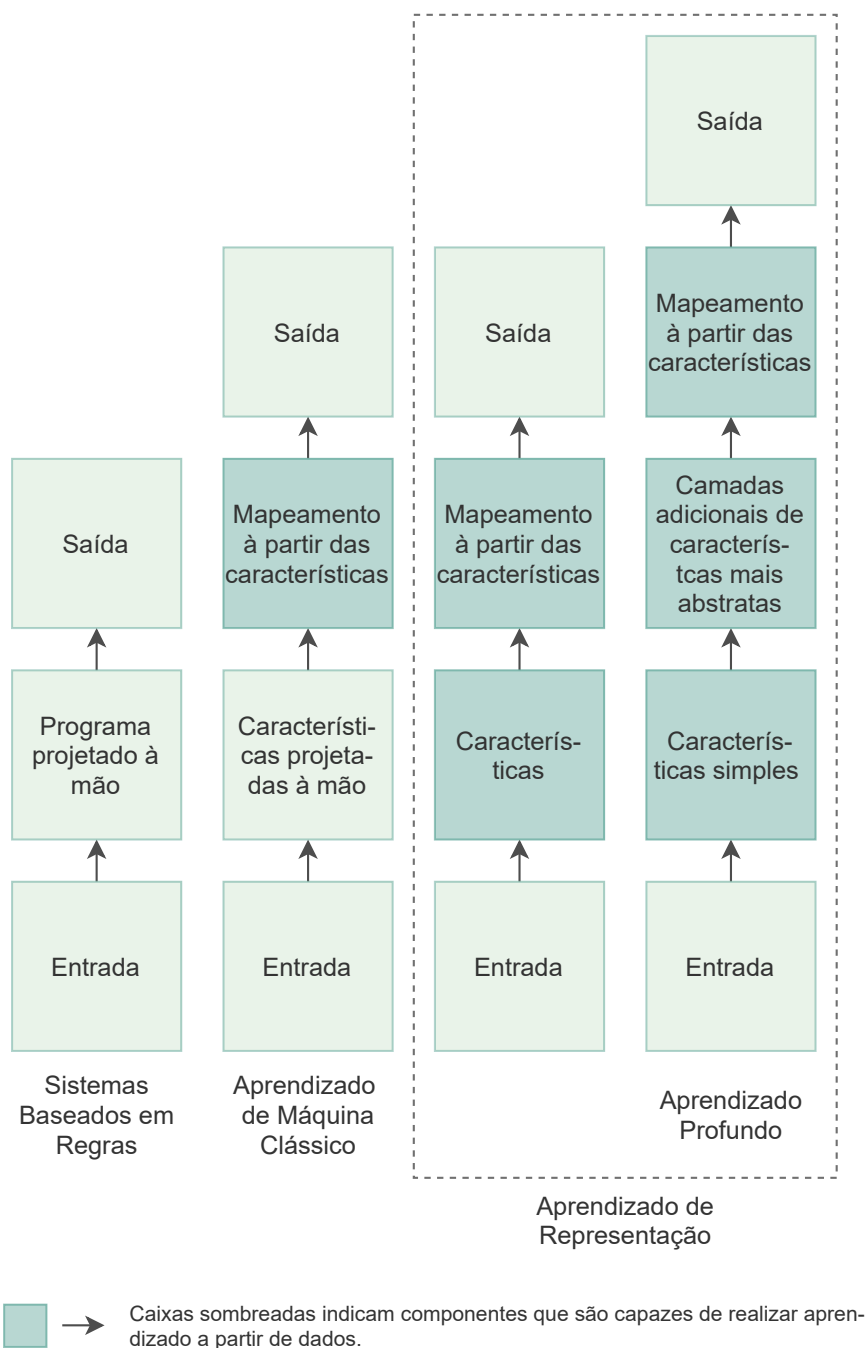 Saída
Mapeamento
à partir das
características
Camadas
adicionais de
caracterís-
tcas mais
abstratas
Caracterís-
ticas simples
Entrada
Aprendizado
Profundo
Saída
Mapeamento
à partir das
características
Caracterís-
ticas
Entrada
Aprendizado de
Representação
Saída
Mapeamento
à partir das
características
Característi-
cas projeta-
das à mão
Entrada
Aprendizado
de Máquina
Clássico
Saída
Programa
projetado à
mão
Entrada
Sistemas
Baseados em
Regras
Caixas sombreadas indicam componentes que são capazes de realizar apren-
dizado a partir de dados.